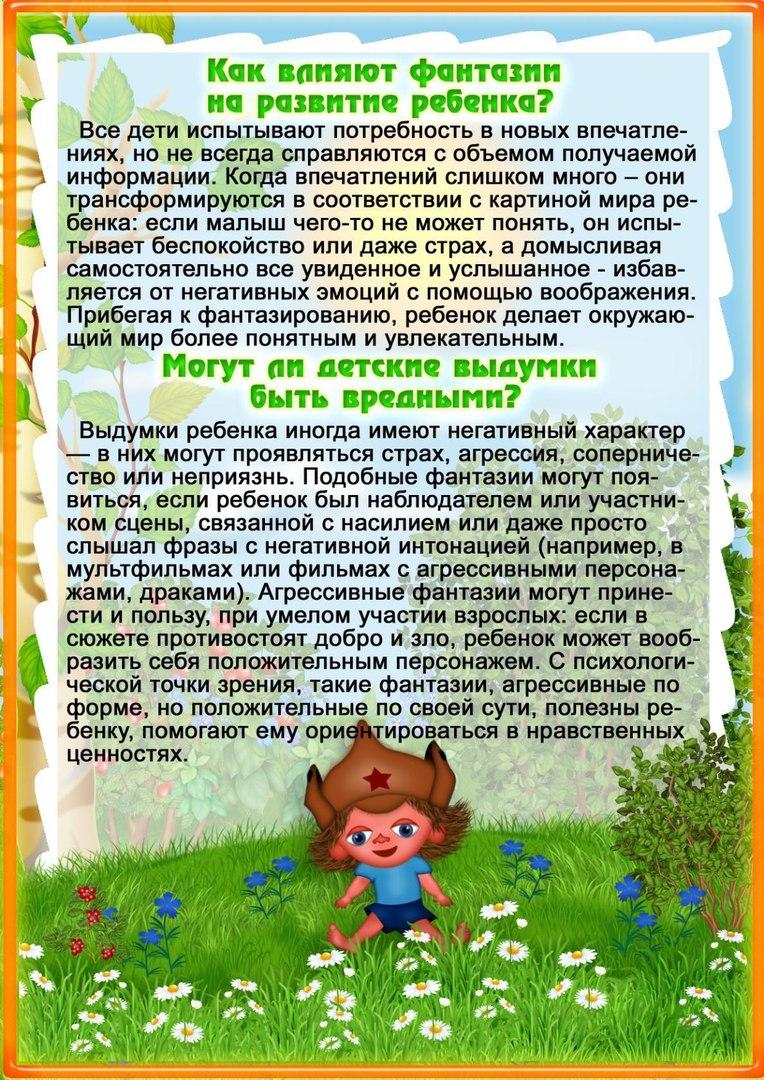 Как влияют фантазии
на развитие ребенка?
Все дети испытывают потребность в новых впечатле-
ниях, но не всегда справляются с объемом получаемой
информации. Когда впечатлений слишком много – они
трансформируются в соответствии с картиной мира ре-
бенка: если малыш чего-то не может понять, он испы-
тывает беспокойство или даже страх, а домысливая
самостоятельно все увиденное и услышанное - избав-
ляется от негативных эмоций с помощью воображения.
Прибегая к фантазированию, ребенок делает окружаю-
щий мир более понятным и увлекательным.
Могут ли детские выдумки
быть вредными?
Выдумки ребенка иногда имеют негативный характер
— в них могут проявляться страх, агрессия, соперниче-
ство или неприязнь. Подобные фантазии могут поя-
виться, если ребенок был наблюдателем или участни-
ком сцены, связанной с насилием или даже просто
слышал фразы с негативной интонацией (например, в
мультфильмах или фильмах с агрессивными персона-
жами, драками). Агрессивные фантазии могут прине-
сти и пользу, при умелом участии взрослых: если в
сюжете противостоят добро и зло, ребенок может вооб-
разить себя положительным персонажем. С психологи-
ческой точки зрения, такие фантазии, агрессивные по
форме, но положительные по своей сути, полезны ре-
бенку, помогают ему ориентироваться в нравственных
ценностях.